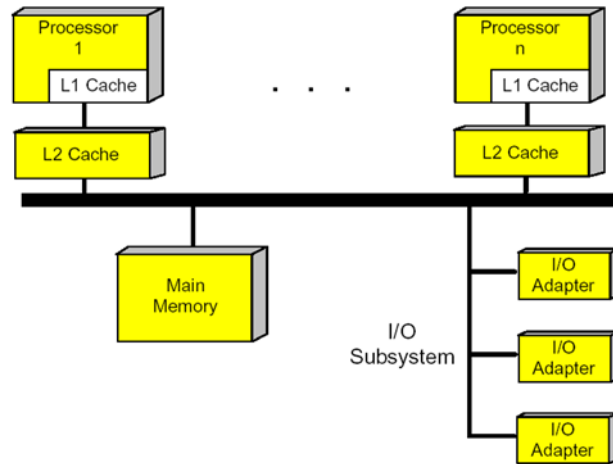 Processor
1
L1 Cache
. . .
Processor
n
L1 Cache
L2 Cache
L2 Cache
Main
Memory
I/O
Subsystem
I/O
Adapter
I/O
Adapter
I/O
Adapter